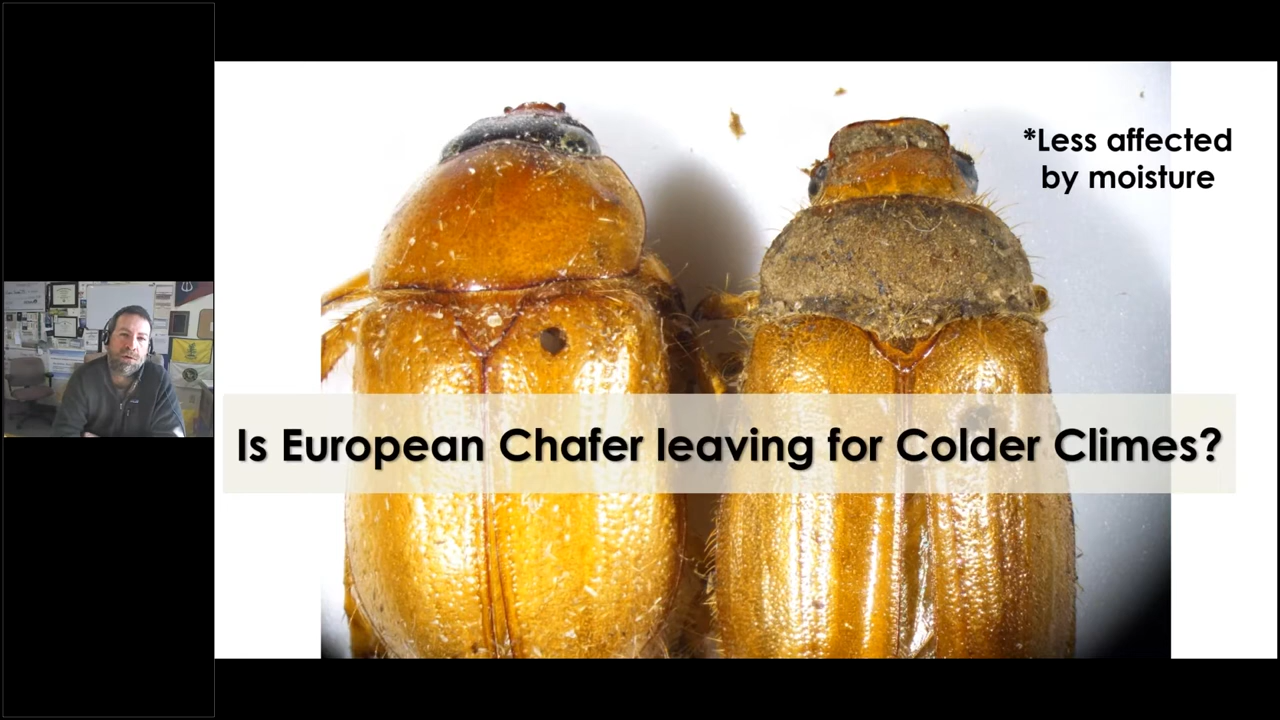 *Less affected
by moisture
Is European Chafer leaving for Colder Climes?